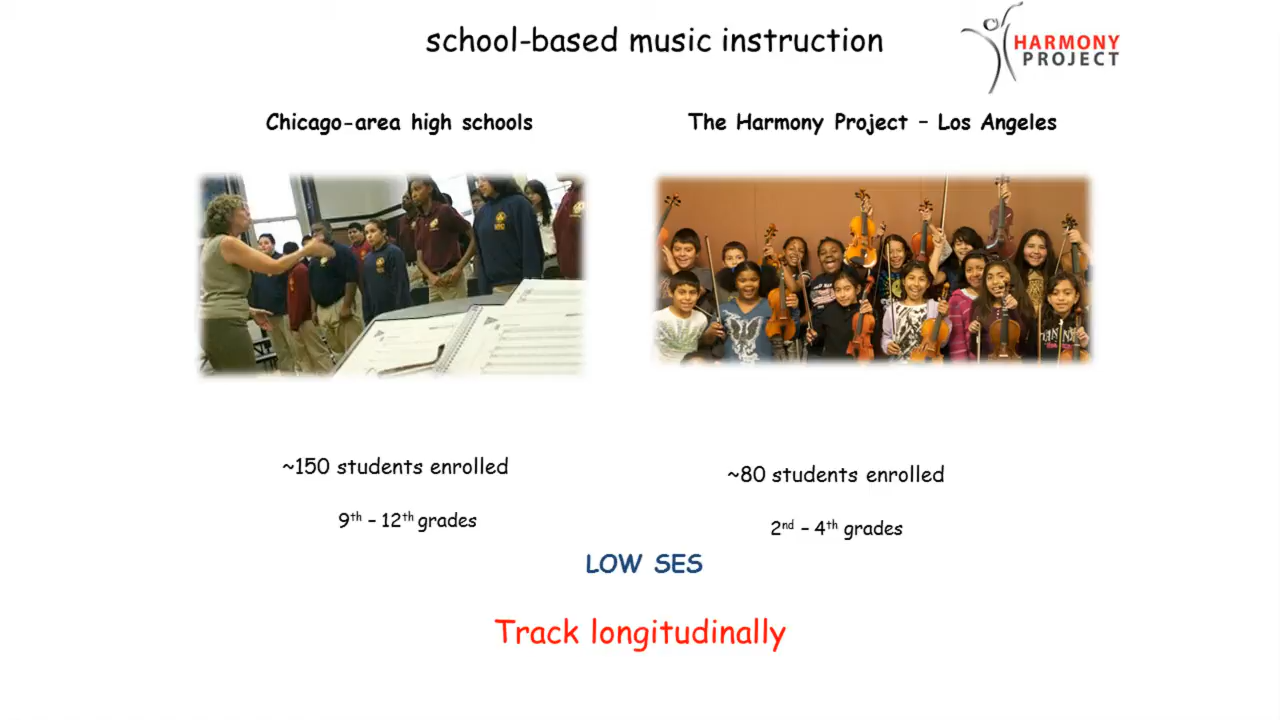 school-based music instruction
HARMONY
PROJECT
Chicago-area high schools
The Harmony Project – Los Angeles
~150 students enrolled
9th – 12th grades
~80 students enrolled
2nd – 4th grades
LOW SES
Track longitudinally